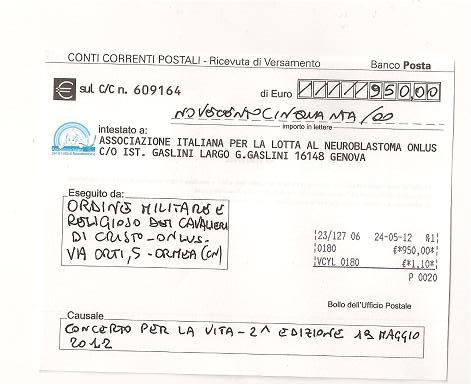 CONTI CORRENTI POSTALI - Ricevuta di Versamento Banco Posta
€ sul C/C n. 609164 di Euro 950,00
NOVECENTOCINQUANTA/00
importo in lettere
intestato a:
ASSOCIAZIONE ITALIANA PER LA LOTTA AL NEUROBLASTOMA ONLUS
C/O IST. GASLINI LARGO G.GASLINI 16148 GENOVA
Eseguito da:
ORDINE MILITARE E
RELIGIOSO DEI CAVALIERI
DI CRISTO - ONLUS -
VIA ORTI, 5 - ORMEA (CN)
23/127 06 24-05-12 &1
0180 €*950,00*
VCYL 0180 €*1,10*
P 0020
Bollo dell'Ufficio Postale
Causale
CONCERTO PER LA VITA - 2^ EDIZIONE 19 MAGGIO
2012